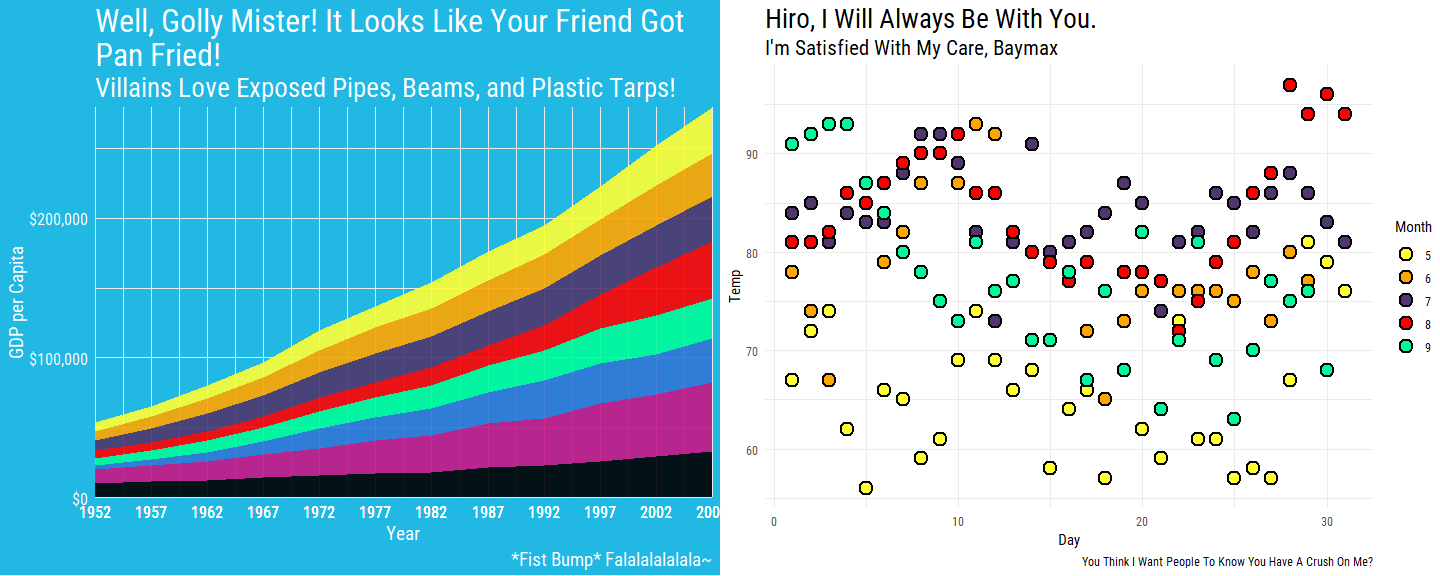 Well, Golly Mister! It Looks Like Your Friend Got
Pan Fried!
Villains Love Exposed Pipes, Beams, and Plastic Tarps!
GDP per Capita
$200,000
$100,000
$0
1952 1957 1962 1967 1972 1977 1982 1987 1992 1997 2002 200
Year
*Fist Bump* Falalalalalala~
Hiro, I Will Always Be With You.
I'm Satisfied With My Care, Baymax
Temp
90
80
70
60
0 10 20 30
Day
Month
5
6
7
8
9
You Think I Want People To Know You Have A Crush On Me?